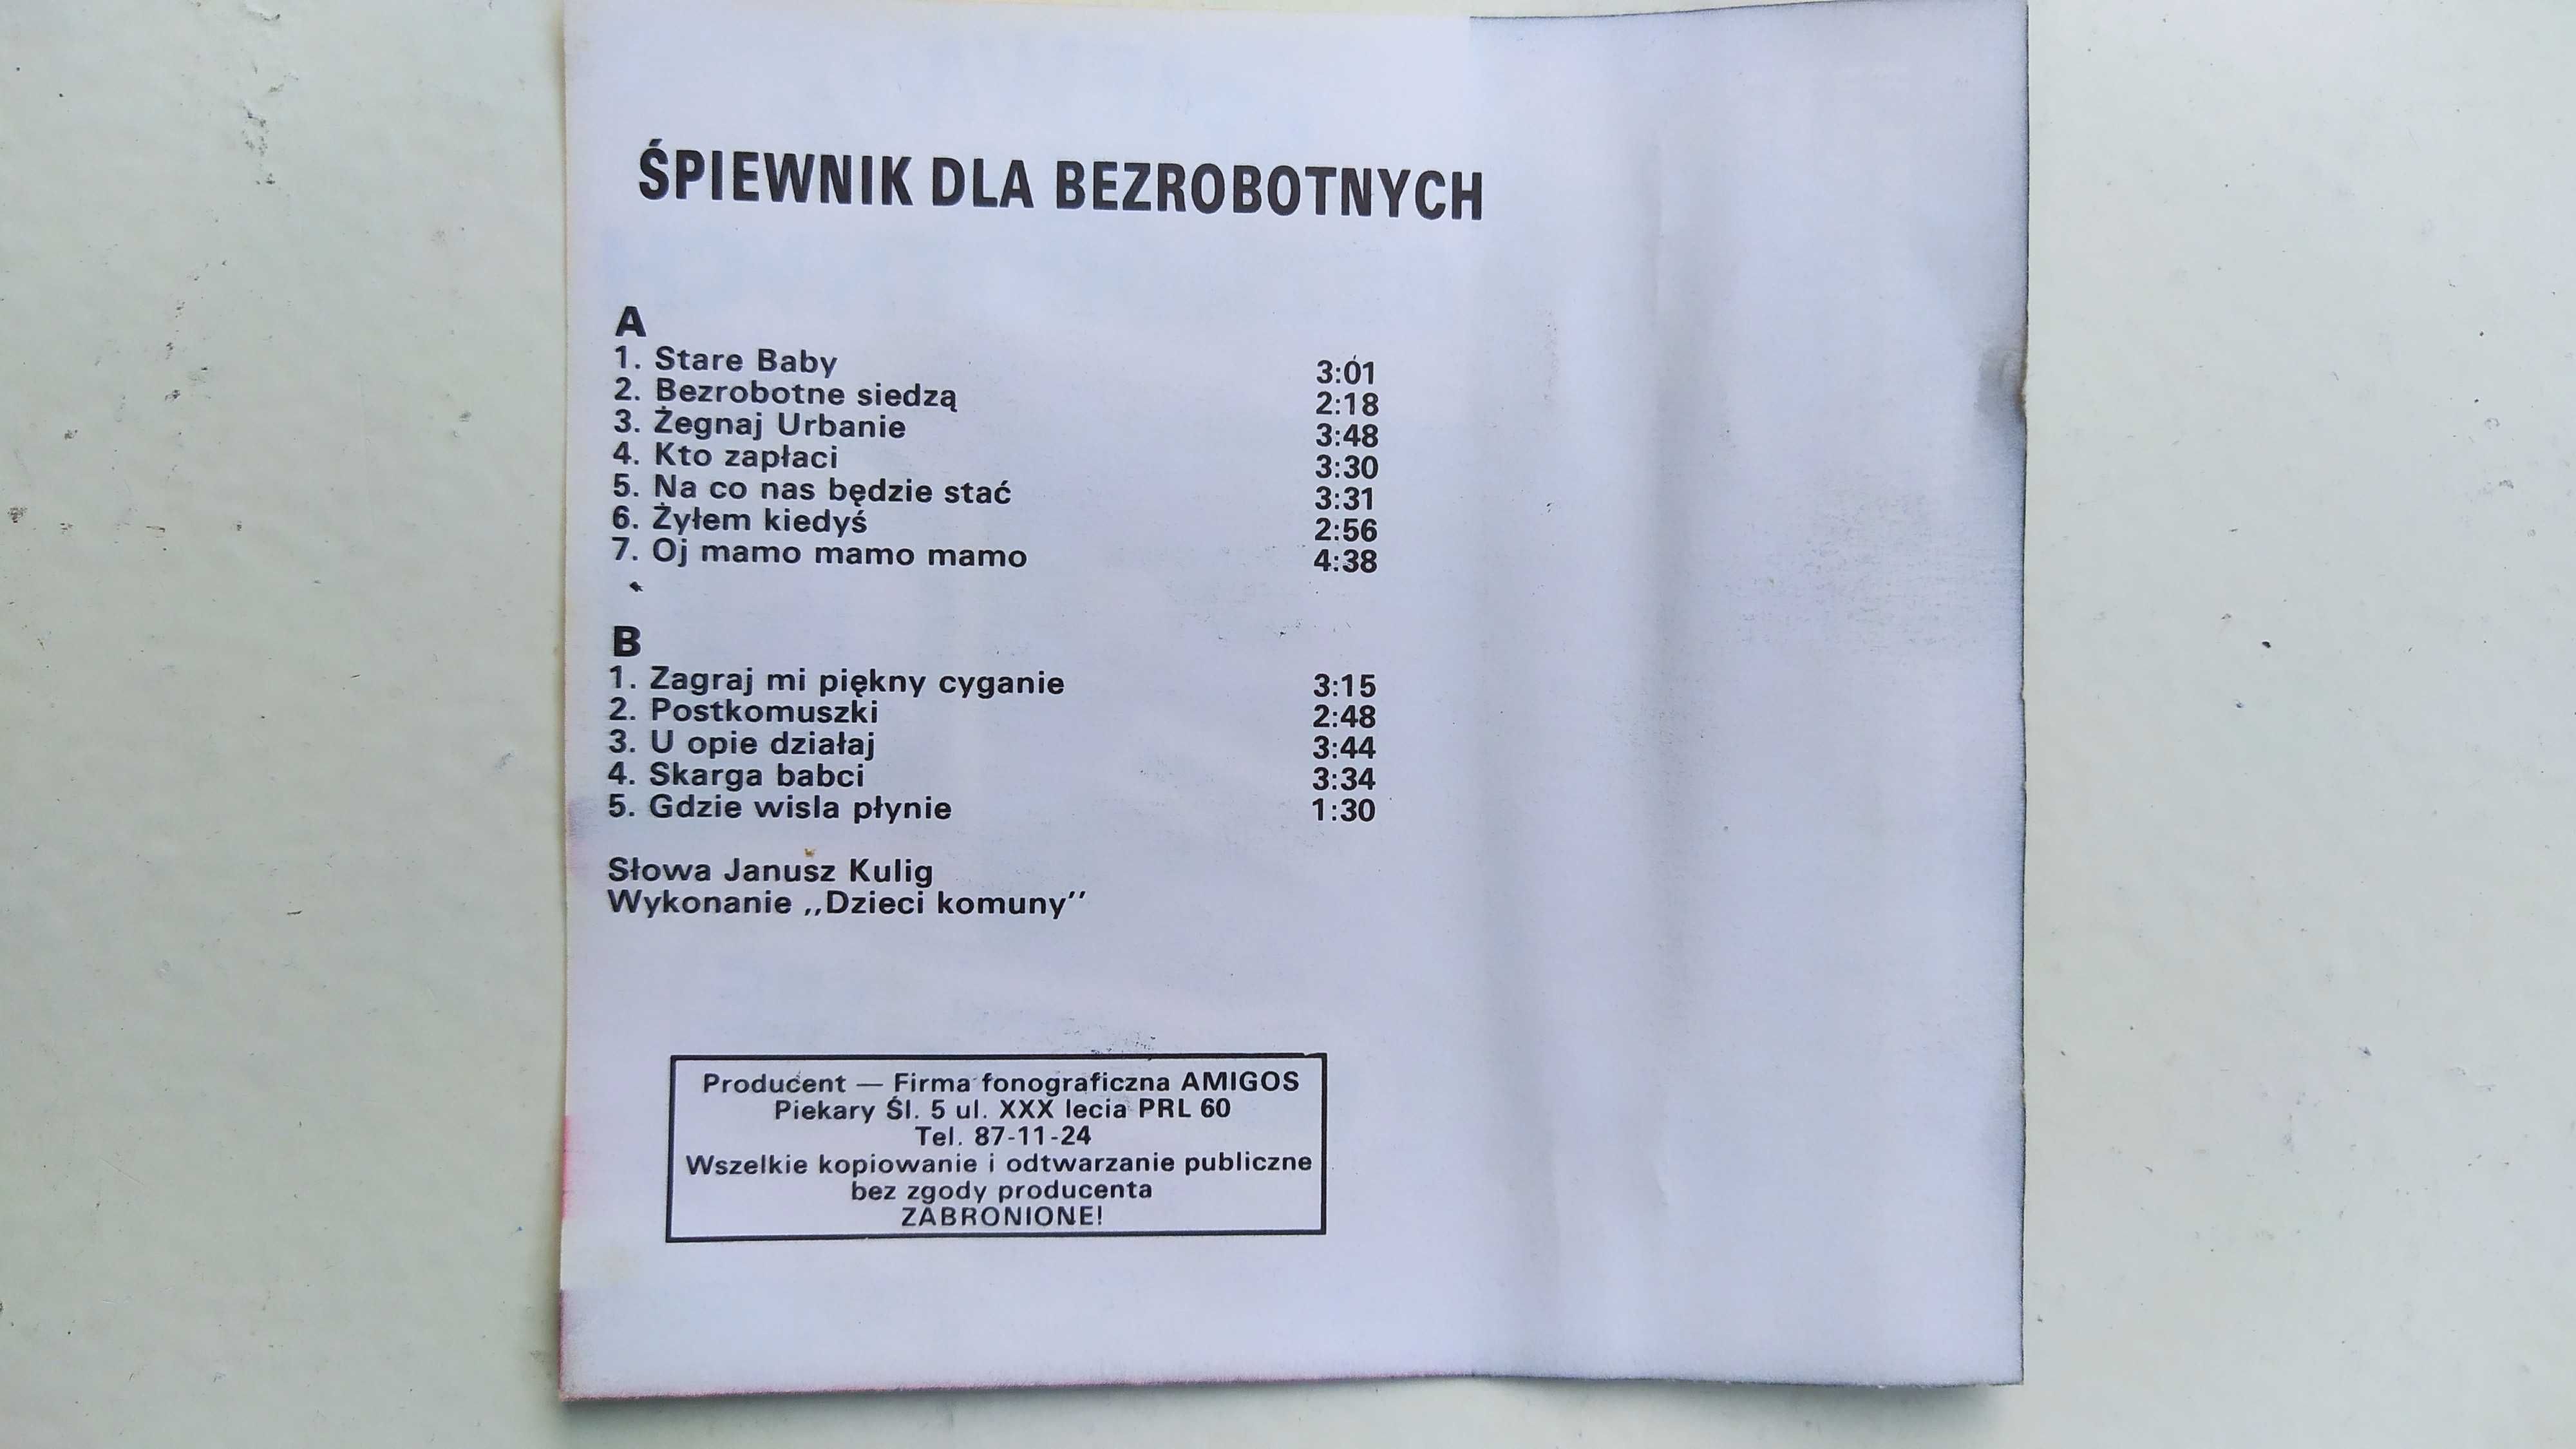 ŚPIEWNIK DLA BEZROBOTNYCH
A
1. Stare Baby 3:01
2. Bezrobotne siedzą 2:18
3. Żegnaj Urbanie 3:48
4. Kto zapłaci 3:30
5. Na co nas będzie stać 3:31
6. Żyłem kiedyś 2:56
7. Oj mamo mamo mamo 4:38
B
1. Zagraj mi piękny cyganie 3:15
2. Postkomuszki 2:48
3. U opie działaj 3:44
4. Skarga babci 3:34
5. Gdzie wisla płynie 1:30
Słowa Janusz Kulig
Wykonanie ,,Dzieci komuny''
Producent — Firma fonograficzna AMIGOS
Piekary Śl. 5 ul. XXX lecia PRL 60
Tel. 87-11-24
Wszelkie kopiowanie i odtwarzanie publiczne
bez zgody producenta
ZABRONIONE!